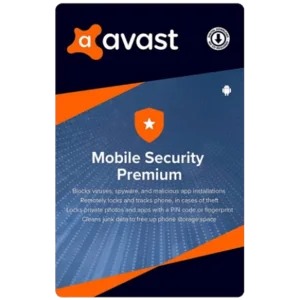 avast
Mobile Security
Premium
Blocks viruses, spyware, and malicious app installations
Remotely locks and tracks phone, in cases of theft
Locks private photos and apps with a PIN code or fingerprint
Cleans junk data to free up phone storage space